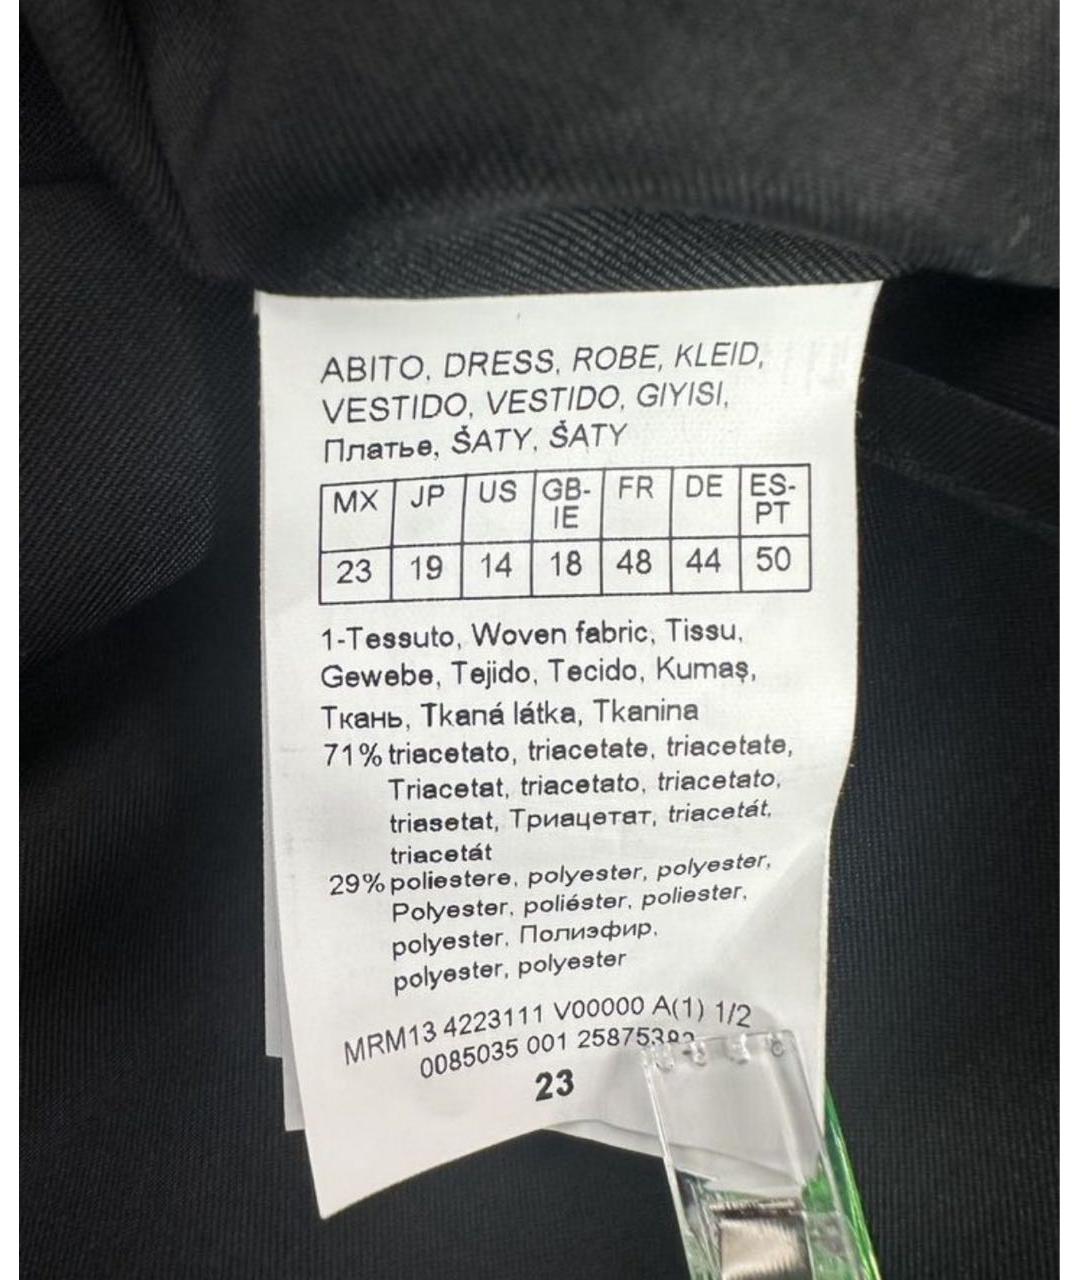 ABITO, DRESS, ROBE, KLEID,
VESTIDO, VESTIDO, GIYISI,
Платье, ŠATY, ŠATY
MX JP US GB-IE FR DE ES-PT
23 19 14 18 48 44 50
1-Tessuto, Woven fabric, Tissu,
Gewebe, Tejido, Tecido, Kumaş,
Ткань, Tkaná látka, Tkanina
71% triacetato, triacetate, triacetate,
Triacetat, triacetato, triacetato,
triasetat, Триацетат, triacetát,
triacetát
29% poliestere, polyester, polyester,
Polyester, poliéster, poliester,
polyester, Полиэфир,
polyester, polyester
MRM13 4223111 V00000 A(1) 1/2
0085035 001
23